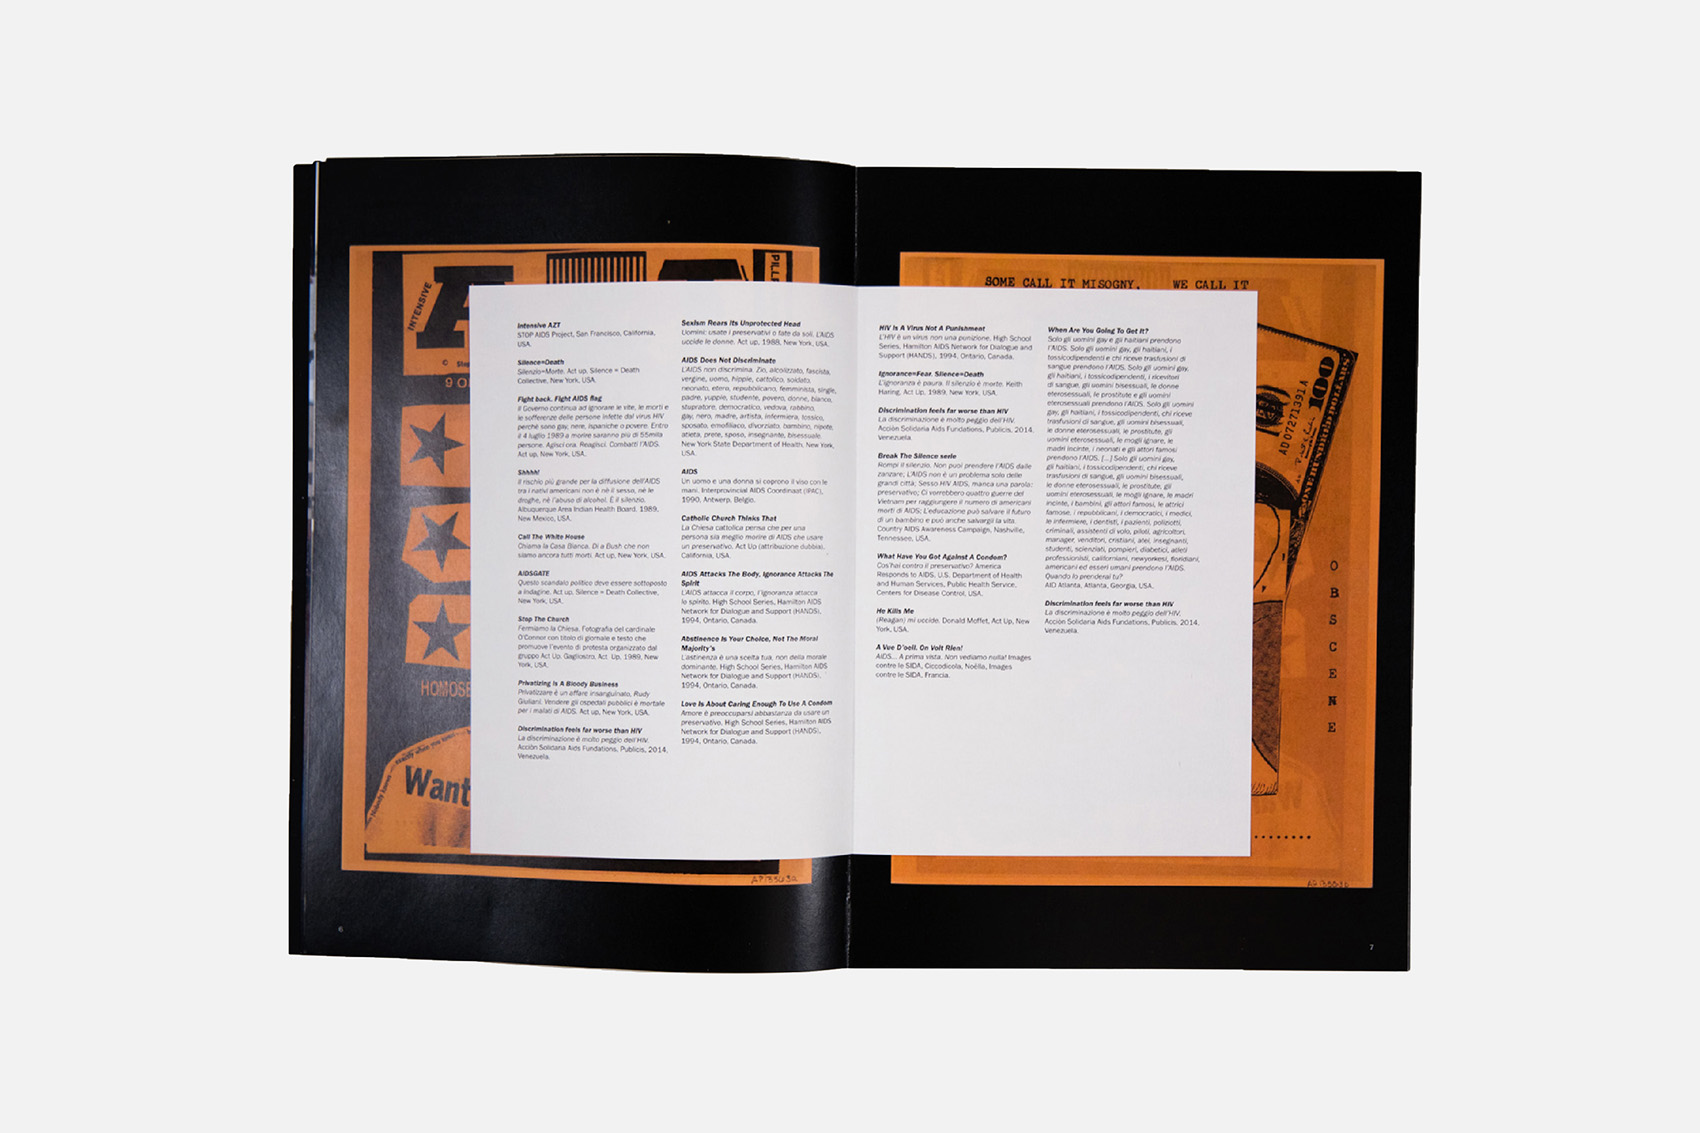 INTENSIVE
A
PILL
©
9 O
HOMOSE
Want
6
Intensive AZT
STOP AIDS Project, San Francisco, California,
USA.
Silence=Death
Silenzio=Morte. Act up, Silence = Death
Collective, New York, USA.
Fight back. Fight AIDS flag
Il Governo continua ad ignorare le vite, le morti e
le sofferenze delle persone infette dal virus HIV
perché sono gay, nere, ispaniche o povere. Entro
il 4 luglio 1989 a morire saranno più di 55mila
persone. Agisci ora. Reagisci. Combatti l'AIDS.
Act up, New York, USA.
Shhhh!
Il rischio più grande per la diffusione dell'AIDS
tra i nativi americani non è nè il sesso, nè le
droghe, nè l'abuso di alcohol. È il silenzio.
Albuquerque Area Indian Health Board, 1989,
New Mexico, USA.
Call The White House
Chiama la Casa Bianca. Di a Bush che non
siamo ancora tutti morti. Act up, New York, USA.
AIDSGATE
Questo scandalo politico deve essere sottoposto
a indagine. Act up, Silence = Death Collective,
New York, USA.
Stop The Church
Fermiamo la Chiesa. Fotografia del cardinale
O'Connor con titolo di giornale e testo che
promuove l'evento di protesta organizzato dal
gruppo Act Up. Gagliostro, Act Up, 1989, New
York, USA.
Privatizing Is A Bloody Business
Privatizzare è un affare insanguinato, Rudy
Giuliani. Vendere gli ospedali pubblici è mortale
per i malati di AIDS. Act up, New York, USA.
Discrimination feels far worse than HIV
La discriminazione è molto peggio dell'HIV.
Acciòn Solidaria Aids Fundations, Publicis, 2014,
Venezuela.
Sexism Rears Its Unprotected Head
Uomini: usate i preservativi o fate da soli. L'AIDS
uccide le donne. Act up, 1988, New York, USA.
AIDS Does Not Discriminate
L'AIDS non discrimina. Zio, alcolizzato, fascista,
vergine, uomo, hippie, cattolico, soldato,
neonato, etero, repubblicano, femminista, single,
padre, yuppie, studente, povero, donne, bianco,
stupratore, democratico, vedova, rabbino,
gay, nero, madre, artista, infermiera, tossico,
sposato, emofiliaco, divorziato, bambino, nipote,
atleta, prete, sposo, insegnante, bisessuale.
New York State Department of Health, New York,
USA.
AIDS
Un uomo e una donna si coprono il viso con le
mani. Interprovincial AIDS Coordinaat (IPAC),
1990, Antwerp, Belgio.
Catholic Church Thinks That
La Chiesa cattolica pensa che per una
persona sia meglio morire di AIDS che usare
un preservativo. Act Up (attribuzione dubbia),
California, USA.
AIDS Attacks The Body, Ignorance Attacks The
Spirit
L'AIDS attacca il corpo, l'ignoranza attacca
lo spirito. High School Series, Hamilton AIDS
Network for Dialogue and Support (HANDS),
1994, Ontario, Canada.
Abstinence Is Your Choice, Not The Moral
Majority's
L'astinenza è una scelta tua, non della morale
dominante. High School Series, Hamilton AIDS
Network for Dialogue and Support (HANDS),
1994, Ontario, Canada.
Love Is About Caring Enough To Use A Condom
Amore è preoccuparsi abbastanza da usare un
preservativo. High School Series, Hamilton AIDS
Network for Dialogue and Support (HANDS),
1994, Ontario, Canada.
SOME CALL IT MISOGNY, WE CALL IT
HIV Is A Virus Not A Punishment
L'HIV è un virus non una punizione. High School
Series, Hamilton AIDS Network for Dialogue and
Support (HANDS), 1994, Ontario, Canada.
Ignorance=Fear. Silence=Death
L'ignoranza è paura. Il silenzio è morte. Keith
Haring, Act Up, 1989, New York, USA.
Discrimination feels far worse than HIV
La discriminazione è molto peggio dell'HIV.
Acciòn Solidaria Aids Fundations, Publicis, 2014,
Venezuela.
Break The Silence serie
Rompi il silenzio. Non puoi prendere l'AIDS dalle
zanzare; L'AIDS non è un problema solo delle
grandi città; Sesso HIV AIDS, manca una parola:
preservativo; Ci vorrebbero quattro guerre del
Vietnam per raggiungere il numero di americani
morti di AIDS; L'educazione può salvare il futuro
di un bambino e può anche salvargli la vita.
Country AIDS Awareness Campaign, Nashville,
Tennessee, USA.
What Have You Got Against A Condom?
Cos'hai contro il preservativo? America
Responds to AIDS, U.S. Department of Health
and Human Services, Public Health Service,
Centers for Disease Control, USA.
He Kills Me
(Reagan) mi uccide. Donald Moffet, Act Up, New
York, USA.
A Vue D'oeil. On Voit Rien!
AIDS... A prima vista. Non vediamo nulla! Images
contre le SIDA, Ciccodicola, Noëlla, Images
contre le SIDA, Francia.
When Are You Going To Get It?
Solo gli uomini gay e gli haitiani prendono
l'AIDS. Solo gli uomini gay, gli haitiani, i
tossicodipendenti e chi riceve trasfusioni di
sangue prendono l'AIDS. Solo gli uomini gay,
gli haitiani, i tossicodipendenti, i ricevitori
di sangue, gli uomini bisessuali, le donne
eterosessuali, le prostitute e gli uomini
eterosessuali prendono l'AIDS. Solo gli uomini
gay, gli haitiani, i tossicodipendenti, chi riceve
trasfusioni di sangue, gli uomini bisessuali,
le donne eterosessuali, le prostitute, gli
uomini eterosessuali, le mogli ignare, le
madri incinte, i neonati e gli attori famosi
prendono l'AIDS. [...] Solo gli uomini gay,
gli haitiani, i tossicodipendenti, chi riceve
trasfusioni di sangue, gli uomini bisessuali,
le donne eterosessuali, le prostitute, gli
uomini eterosessuali, le mogli ignare, le madri
incinte, i bambini, gli attori famosi, le attrici
famose, i repubblicani, i democratici, i medici,
le infermiere, i dentisti, i pazienti, poliziotti,
criminali, assistenti di volo, piloti, agricoltori,
manager, venditori, cristiani, atei, insegnanti,
studenti, scienziati, pompieri, diabetici, atleti
professionisti, californiani, newyorkesi, floridiani,
americani ed esseri umani prendono l'AIDS.
Quando lo prenderai tu?
AID Atlanta, Atlanta, Georgia, USA.
Discrimination feels far worse than HIV
La discriminazione è molto peggio dell'HIV.
Acciòn Solidaria Aids Fundations, Publicis, 2014,
Venezuela.
AD07271391A
100
ONE HUNDRED DOLLARS
OBSCENE
7